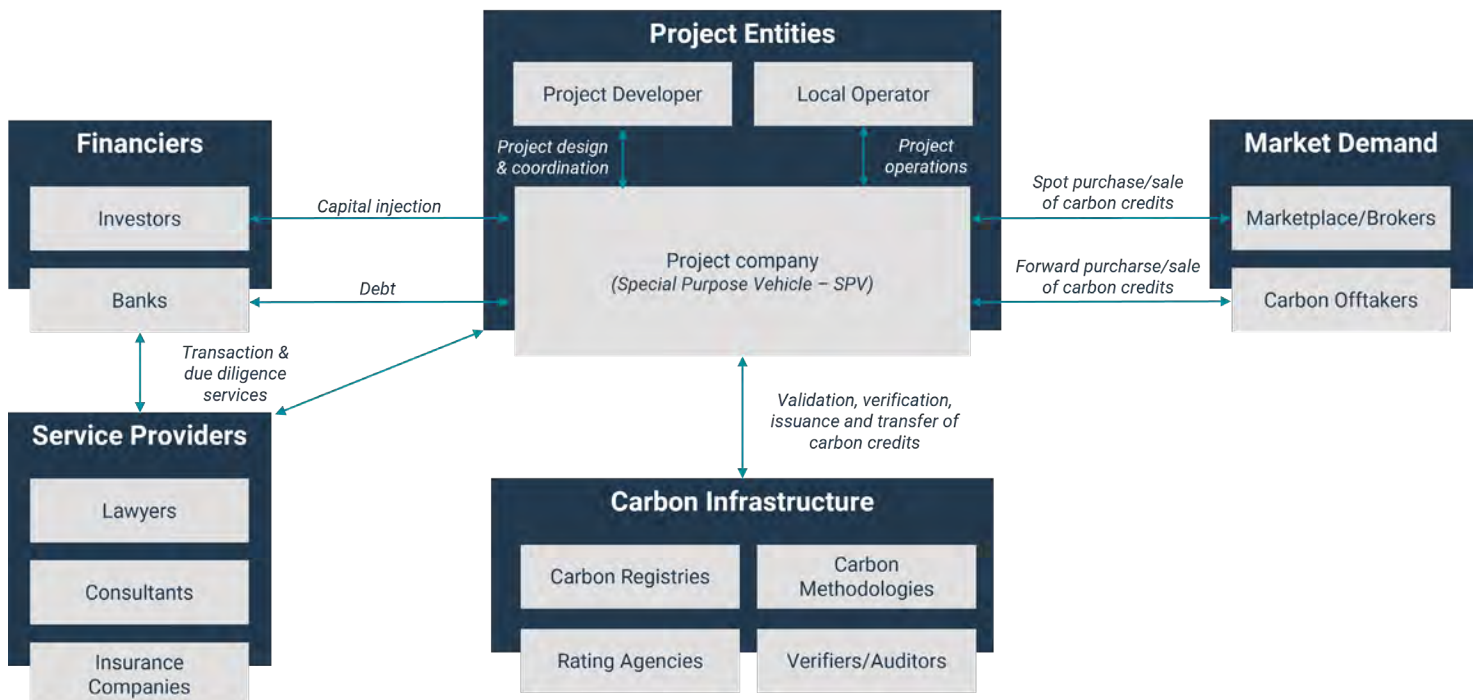 Project Entities
Project Developer
Local Operator
Project design
& coordination
Project
operations
Project company
(Special Purpose Vehicle – SPV)
Financiers
Investors
Banks
Capital injection
Debt
Market Demand
Marketplace/Brokers
Carbon Offtakers
Spot purchase/sale
of carbon credits
Forward purcharse/sale
of carbon credits
Transaction &
due diligence
services
Service Providers
Lawyers
Consultants
Insurance
Companies
Validation, verification,
issuance and transfer of
carbon credits
Carbon Infrastructure
Carbon Registries
Carbon
Methodologies
Rating Agencies
Verifiers/Auditors